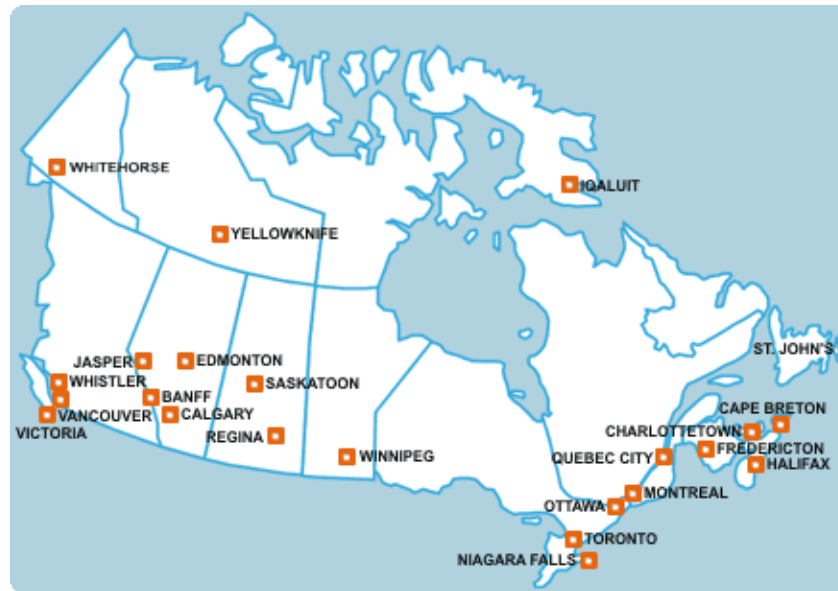 WHITEHORSE
IQALUIT
YELLOWKNIFE
ST. JOHN'S
JASPER
EDMONTON
WHISTLER
SASKATOON
BANFF
CAPE BRETON
VANCOUVER
CALGARY
VICTORIA
CHARLOTTETOWN
REGINA
FREDERICTON
WINNIPEG
QUEBEC CITY
HALIFAX
MONTREAL
OTTAWA
TORONTO
NIAGARA FALLS